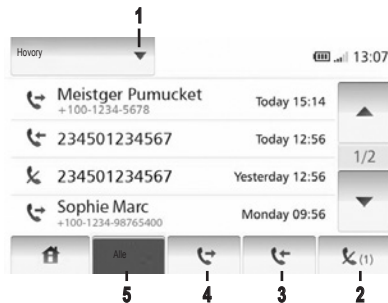 1
Hovory
13:07
Meistger Pumucket
+100-1234-5678
Today 15:14
234501234567
Today 12:56
1/2
234501234567
Yesterday 12:56
Sophie Marc
+100-1234-98765400
Monday 09:56
Alle
(1)
5
4
3
2